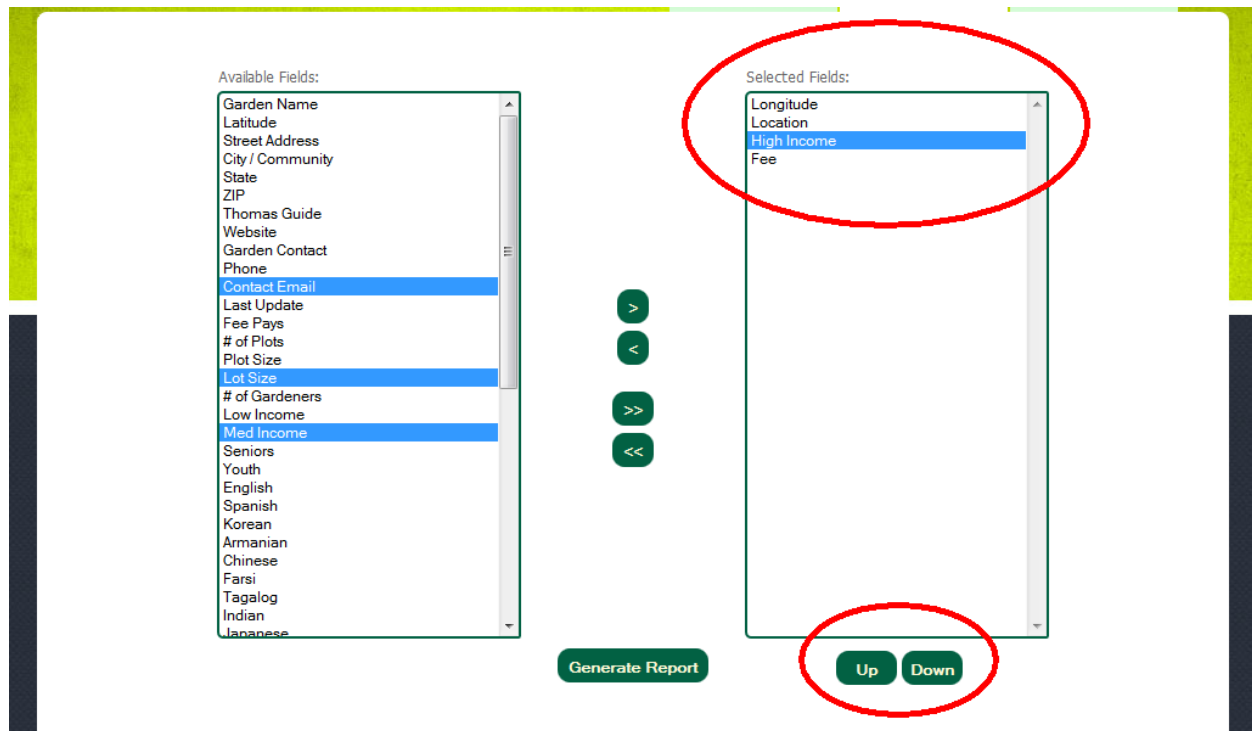 Available Fields:
Garden Name
Latitude
Street Address
City / Community
State
ZIP
Thomas Guide
Website
Garden Contact
Phone
Contact Email
Last Update
Fee Pays
# of Plots
Plot Size
Lot Size
# of Gardeners
Low Income
Med Income
Seniors
Youth
English
Spanish
Korean
Armanian
Chinese
Farsi
Tagalog
Indian
Japanese
>
<
>>
<<
Selected Fields:
Longitude
Location
High Income
Fee
Generate Report
Up
Down